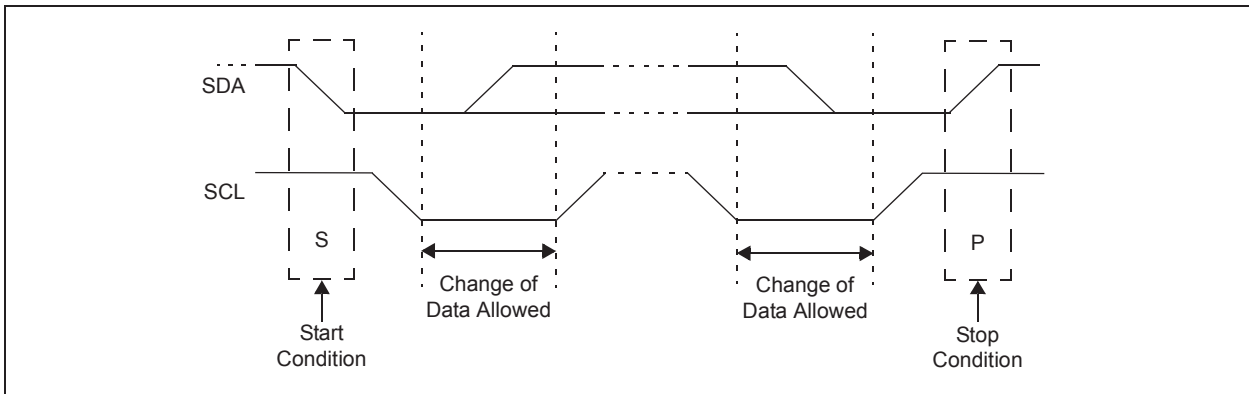 SDA
SCL
S
P
Change of
Data Allowed
Change of
Data Allowed
Start
Condition
Stop
Condition